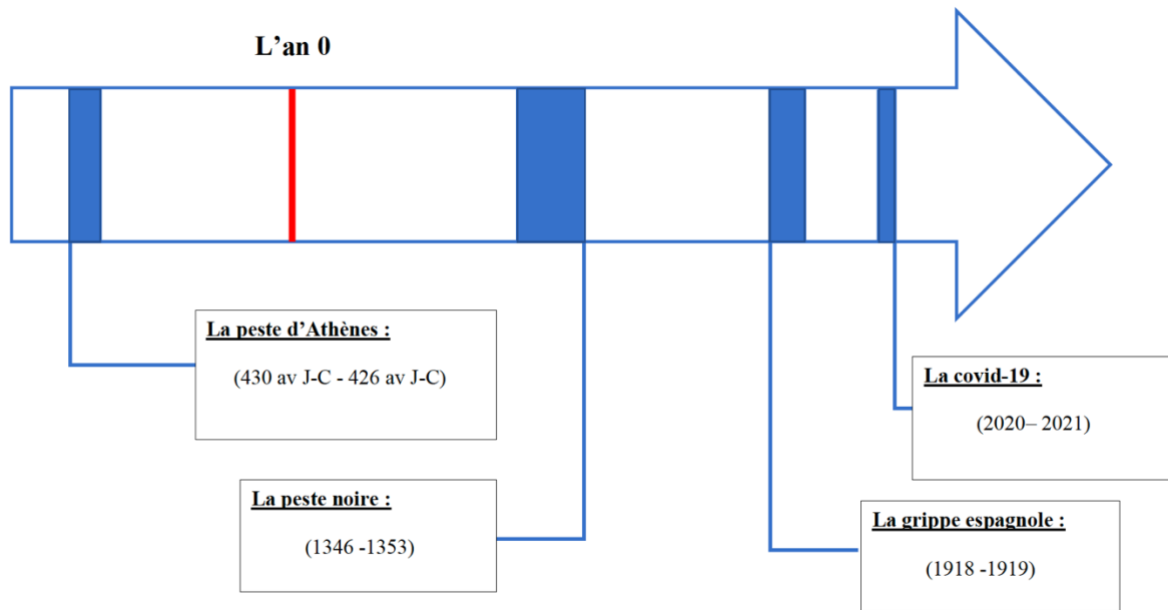 L’an 0
La peste d’Athènes :
(430 av J-C - 426 av J-C)
La covid-19 :
(2020– 2021)
La peste noire :
(1346 -1353)
La grippe espagnole :
(1918 -1919)